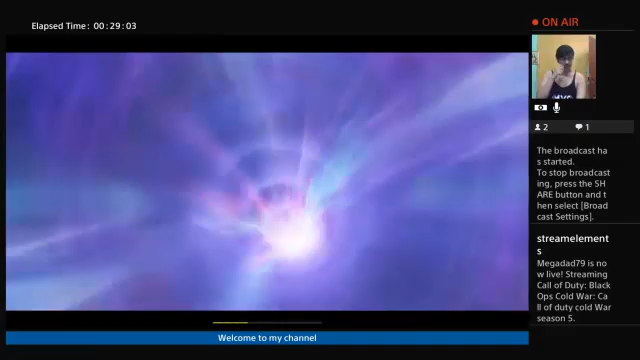 Elapsed Time: 00:29:03
ON AIR
2
1
The broadcast ha
s started.
To stop broadcast
ing, press the SH
ARE button and t
hen select [Broad
cast Settings].
streamelement
s
Megadad79 is no
w live! Streaming
Call of Duty: Black
Ops Cold War: Ca
ll of duty cold War
season 5.
Welcome to my channel